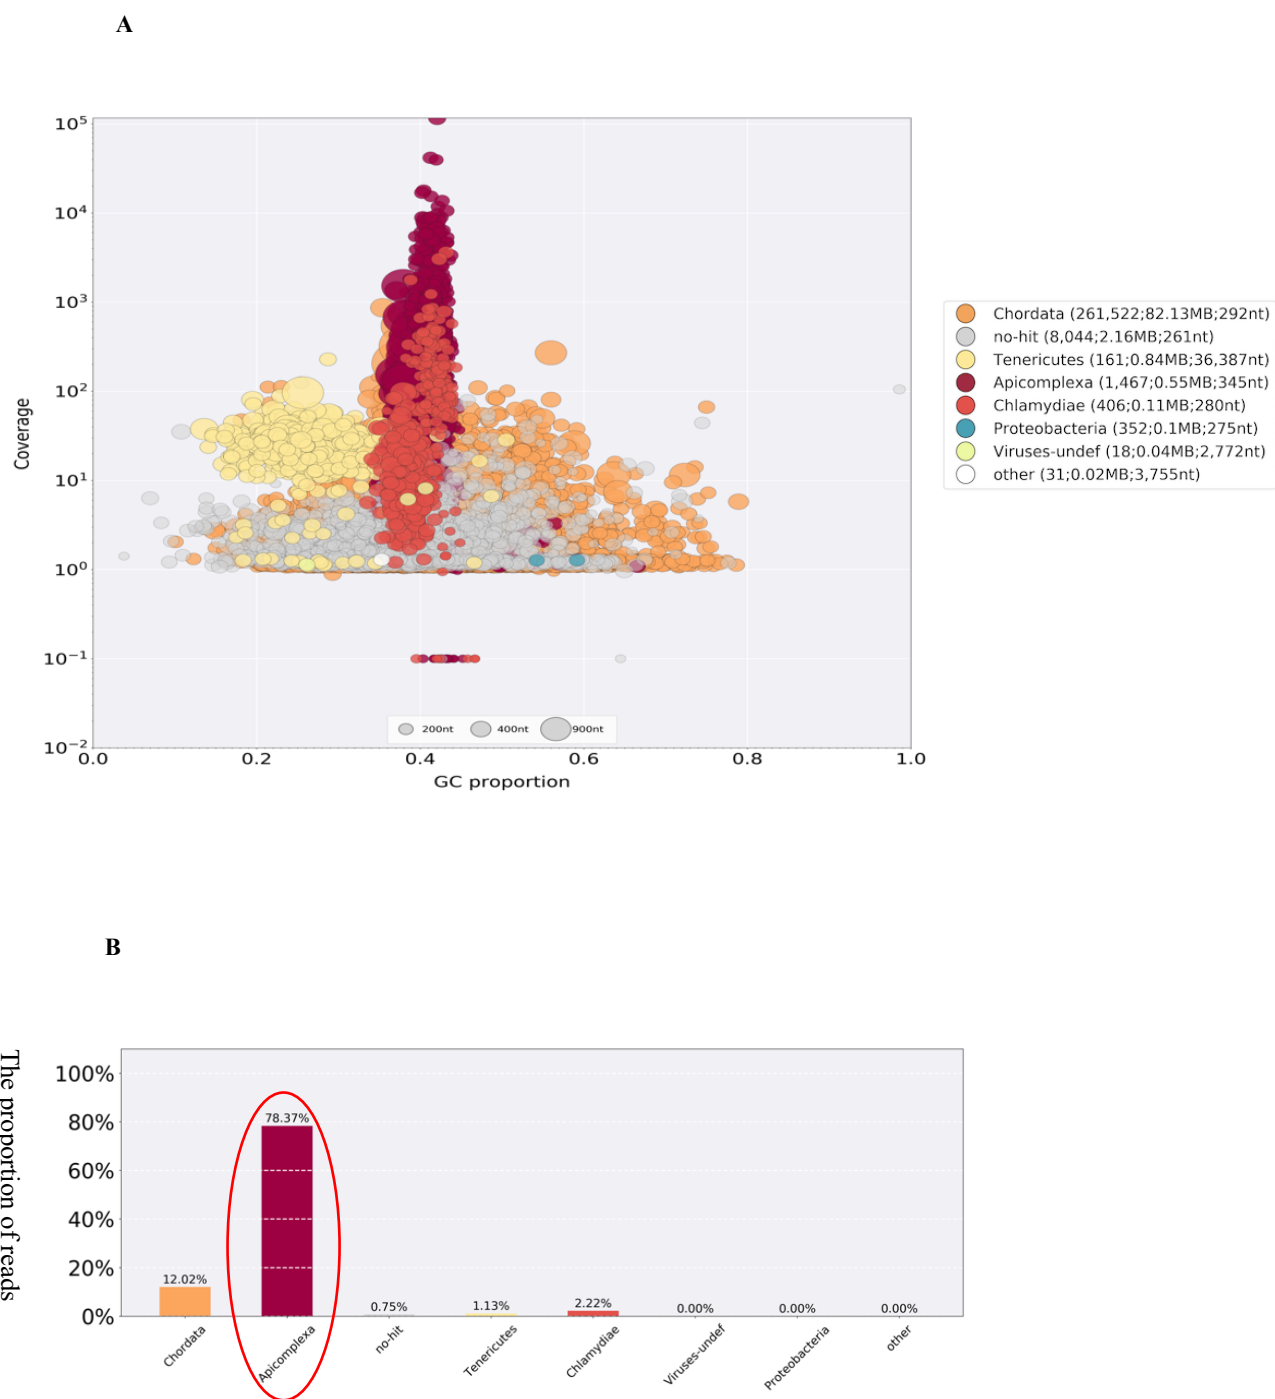 A
10⁵
10⁴
10³
10²
10¹
10⁰
10⁻¹
10⁻²
Coverage
0.0 0.2 0.4 0.6 0.8 1.0
GC proportion
200nt 400nt 900nt
Chordata (261,522;82.13MB;292nt)
no-hit (8,044;2.16MB;261nt)
Tenericutes (161;0.84MB;36,387nt)
Apicomplexa (1,467;0.55MB;345nt)
Chlamydiae (406;0.11MB;280nt)
Proteobacteria (352;0.1MB;275nt)
Viruses-undef (18;0.04MB;2,772nt)
other (31;0.02MB;3,755nt)
B
The proportion of reads
100%
80%
60%
40%
20%
0%
12.02% 78.37% 0.75% 1.13% 2.22% 0.00% 0.00% 0.00%
Chordata Apicomplexa no-hit Tenericutes Chlamydiae Viruses-undef Proteobacteria other